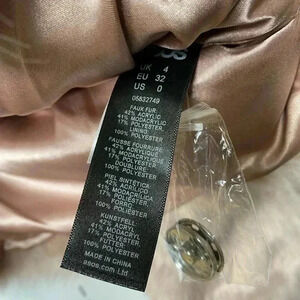 UK 4
EU 32
US 0
05632749
FAUX FUR:
42% ACRYLIC
41% MODACRYLIC
17% POLYESTER
LINING:
100% POLYESTER
FAUSSE FOURRURE:
42% ACRYLIQUE
41% MODACRYLIQUE
17% POLYESTER
DOUBLURE:
100% POLYESTER
PIEL SINTÉTICA:
42% ACRÍLICO
41% MODACRÍLICA
17% POLIÉSTER
FORRO:
100% POLIÉSTER
KUNSTFELL:
42% ACRYL
41% MODACRYL
17% POLYESTER
FUTTER:
100% POLYESTER
MADE IN CHINA
asos.com Ltd